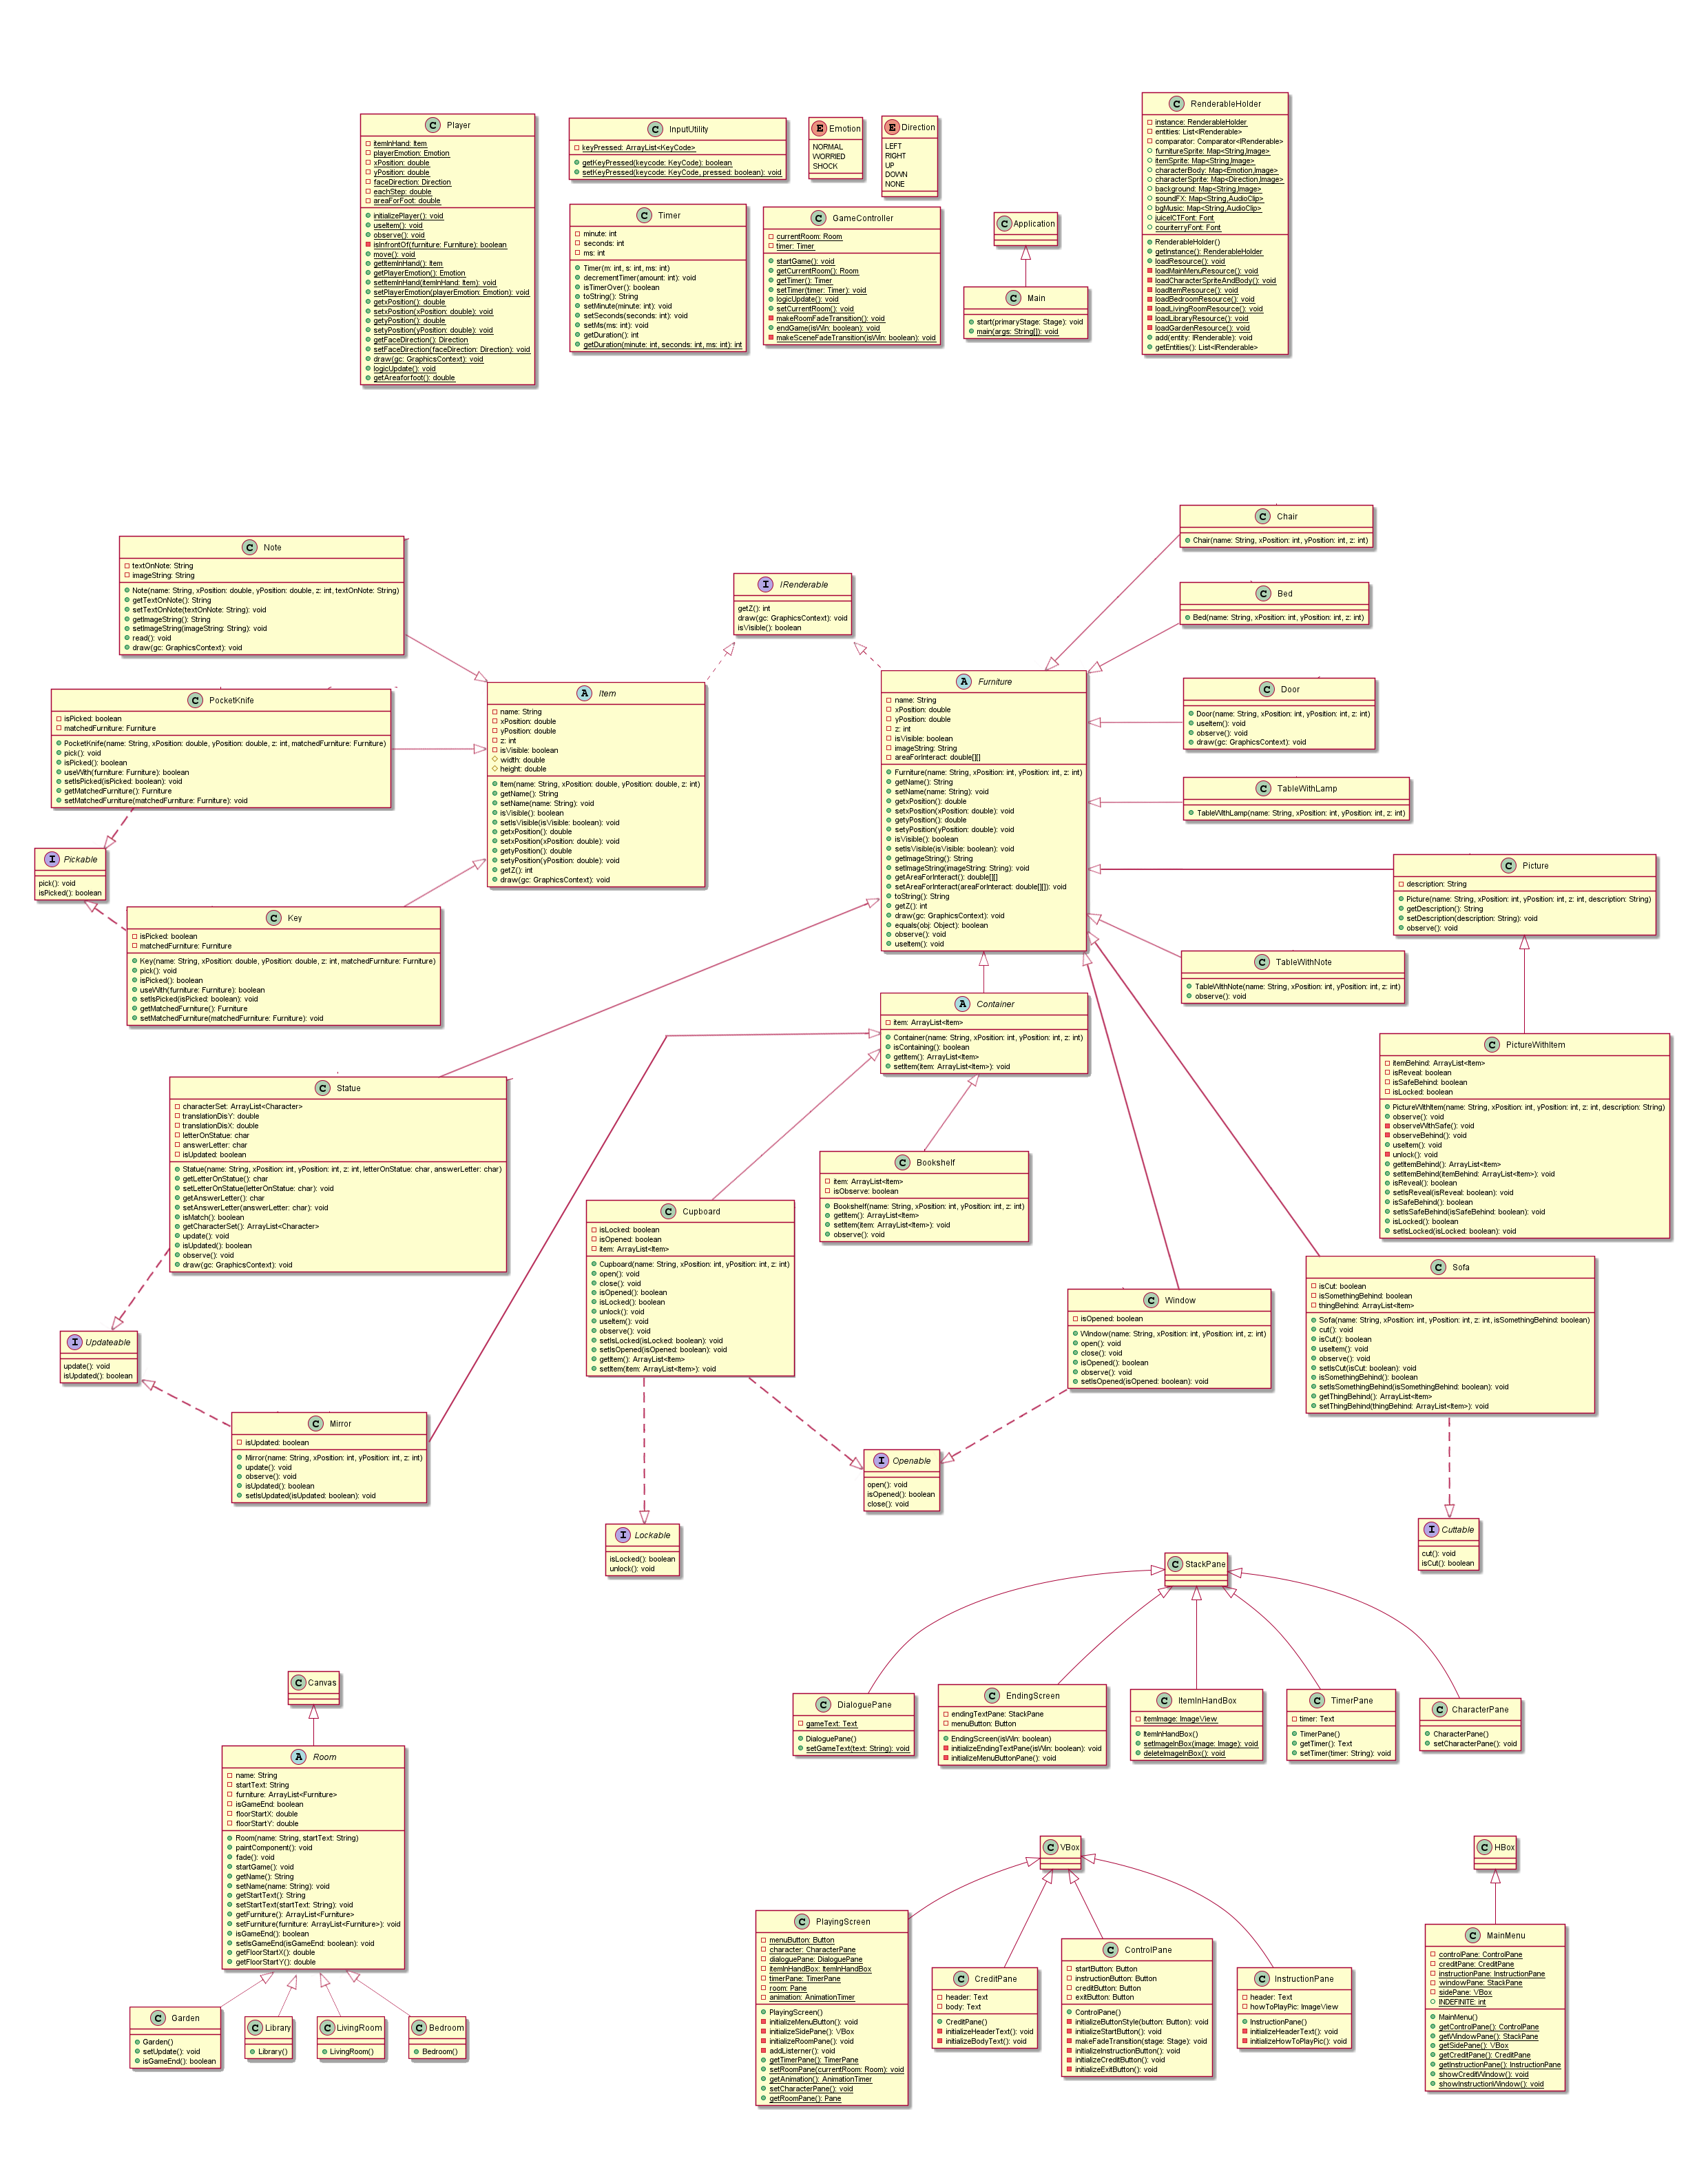 C Player
itemInHand: Item
playerEmotion: Emotion
xPosition: double
yPosition: double
faceDirection: Direction
eachStep: double
areaForFoot: double
initializePlayer(): void
useItem(): void
observe(): void
isInfrontOf(furniture: Furniture): boolean
move(): void
getItemInHand(): Item
getPlayerEmotion(): Emotion
setItemInHand(itemInHand: Item): void
setPlayerEmotion(playerEmotion: Emotion): void
getxPosition(): double
setxPosition(xPosition: double): void
getyPosition(): double
setyPosition(yPosition: double): void
getFaceDirection(): Direction
setFaceDirection(faceDirection: Direction): void
draw(gc: GraphicsContext): void
logicUpdate(): void
getAreaforfoot(): double
C InputUtility
keyPressed: ArrayList<KeyCode>
getKeyPressed(keycode: KeyCode): boolean
setKeyPressed(keycode: KeyCode, pressed: boolean): void
E Emotion
NORMAL
WORRIED
SHOCK
E Direction
LEFT
RIGHT
UP
DOWN
NONE
C Timer
minute: int
seconds: int
ms: int
Timer(m: int, s: int, ms: int)
decrementTimer(amount: int): void
isTimerOver(): boolean
toString(): String
setMinute(minute: int): void
setSeconds(seconds: int): void
setMs(ms: int): void
getDuration(): int
getDuration(minute: int, seconds: int, ms: int): int
C GameController
currentRoom: Room
timer: Timer
startGame(): void
getCurrentRoom(): Room
getTimer(): Timer
setTimer(timer: Timer): void
logicUpdate(): void
setCurrentRoom(): void
makeRoomFadeTransition(): void
endGame(isWin: boolean): void
makeSceneFadeTransition(isWin: boolean): void
C Application
C Main
start(primaryStage: Stage): void
main(args: String[]): void
C RenderableHolder
instance: RenderableHolder
entities: List<IRenderable>
comparator: Comparator<IRenderable>
furnitureSprite: Map<String,Image>
itemSprite: Map<String,Image>
characterBody: Map<Emotion,Image>
characterSprite: Map<Direction,Image>
background: Map<String,Image>
soundFX: Map<String,AudioClip>
bgMusic: Map<String,AudioClip>
juiceICTFont: Font
couriterryFont: Font
RenderableHolder()
getInstance(): RenderableHolder
loadResource(): void
loadMainMenuResource(): void
loadCharacterSpriteAndBody(): void
loadItemResource(): void
loadBedroomResource(): void
loadLivingRoomResource(): void
loadLibraryResource(): void
loadGardenResource(): void
add(entity: IRenderable): void
getEntities(): List<IRenderable>
C Note
textOnNote: String
imageString: String
Note(name: String, xPosition: double, yPosition: double, z: int, textOnNote: String)
getTextOnNote(): String
setTextOnNote(textOnNote: String): void
getImageString(): String
setImageString(imageString: String): void
read(): void
draw(gc: GraphicsContext): void
I IRenderable
getZ(): int
draw(gc: GraphicsContext): void
isVisible(): boolean
C Chair
Chair(name: String, xPosition: int, yPosition: int, z: int)
C Bed
Bed(name: String, xPosition: int, yPosition: int, z: int)
C PocketKnife
isPicked: boolean
matchedFurniture: Furniture
PocketKnife(name: String, xPosition: double, yPosition: double, z: int, matchedFurniture: Furniture)
pick(): void
isPicked(): boolean
useWith(furniture: Furniture): boolean
setIsPicked(isPicked: boolean): void
getMatchedFurniture(): Furniture
setMatchedFurniture(matchedFurniture: Furniture): void
A Item
name: String
xPosition: double
yPosition: double
z: int
isVisible: boolean
width: double
height: double
Item(name: String, xPosition: double, yPosition: double, z: int)
getName(): String
setName(name: String): void
isVisible(): boolean
setIsVisible(isVisible: boolean): void
getxPosition(): double
setxPosition(xPosition: double): void
getyPosition(): double
setyPosition(yPosition: double): void
getZ(): int
draw(gc: GraphicsContext): void
A Furniture
name: String
xPosition: double
yPosition: double
z: int
isVisible: boolean
imageString: String
areaForInteract: double[][]
Furniture(name: String, xPosition: int, yPosition: int, z: int)
getName(): String
setName(name: String): void
getxPosition(): double
setxPosition(xPosition: double): void
getyPosition(): double
setyPosition(yPosition: double): void
isVisible(): boolean
setIsVisible(isVisible: boolean): void
getImageString(): String
setImageString(imageString: String): void
getAreaForInteract(): double[][]
setAreaForInteract(areaForInteract: double[][]): void
toString(): String
getZ(): int
draw(gc: GraphicsContext): void
equals(obj: Object): boolean
observe(): void
useItem(): void
C Door
Door(name: String, xPosition: int, yPosition: int, z: int)
useItem(): void
observe(): void
draw(gc: GraphicsContext): void
C TableWithLamp
TableWithLamp(name: String, xPosition: int, yPosition: int, z: int)
I Pickable
pick(): void
isPicked(): boolean
C Key
isPicked: boolean
matchedFurniture: Furniture
Key(name: String, xPosition: double, yPosition: double, z: int, matchedFurniture: Furniture)
pick(): void
isPicked(): boolean
useWith(furniture: Furniture): boolean
setIsPicked(isPicked: boolean): void
getMatchedFurniture(): Furniture
setMatchedFurniture(matchedFurniture: Furniture): void
C Picture
description: String
Picture(name: String, xPosition: int, yPosition: int, z: int, description: String)
getDescription(): String
setDescription(description: String): void
observe(): void
C TableWithNote
TableWithNote(name: String, xPosition: int, yPosition: int, z: int)
observe(): void
A Container
item: ArrayList<Item>
Container(name: String, xPosition: int, yPosition: int, z: int)
isContaining(): boolean
getItem(): ArrayList<Item>
setItem(item: ArrayList<Item>): void
C PictureWithItem
itemBehind: ArrayList<Item>
isReveal: boolean
isSafeBehind: boolean
isLocked: boolean
PictureWithItem(name: String, xPosition: int, yPosition: int, z: int, description: String)
observe(): void
observeWithSafe(): void
observeBehind(): void
useItem(): void
unlock(): void
getItemBehind(): ArrayList<Item>
setItemBehind(itemBehind: ArrayList<Item>): void
isReveal(): boolean
setIsReveal(isReveal: boolean): void
isSafeBehind(): boolean
setIsSafeBehind(isSafeBehind: boolean): void
isLocked(): boolean
setIsLocked(isLocked: boolean): void
C Statue
characterSet: ArrayList<Character>
translationDisY: double
translationDisX: double
letterOnStatue: char
answerLetter: char
isUpdated: boolean
Statue(name: String, xPosition: int, yPosition: int, z: int, letterOnStatue: char, answerLetter: char)
getLetterOnStatue(): char
setLetterOnStatue(letterOnStatue: char): void
getAnswerLetter(): char
setAnswerLetter(answerLetter: char): void
isMatch(): boolean
getCharacterSet(): ArrayList<Character>
update(): void
isUpdated(): boolean
observe(): void
draw(gc: GraphicsContext): void
C Bookshelf
item: ArrayList<Item>
isObserve: boolean
Bookshelf(name: String, xPosition: int, yPosition: int, z: int)
getItem(): ArrayList<Item>
setItem(item: ArrayList<Item>): void
observe(): void
C Cupboard
isLocked: boolean
isOpened: boolean
item: ArrayList<Item>
Cupboard(name: String, xPosition: int, yPosition: int, z: int)
open(): void
close(): void
isOpened(): boolean
isLocked(): boolean
unlock(): void
useItem(): void
observe(): void
setIsLocked(isLocked: boolean): void
setIsOpened(isOpened: boolean): void
getItem(): ArrayList<Item>
setItem(item: ArrayList<Item>): void
C Window
isOpened: boolean
Window(name: String, xPosition: int, yPosition: int, z: int)
open(): void
close(): void
isOpened(): boolean
observe(): void
setIsOpened(isOpened: boolean): void
C Sofa
isCut: boolean
isSomethingBehind: boolean
thingBehind: ArrayList<Item>
Sofa(name: String, xPosition: int, yPosition: int, z: int, isSomethingBehind: boolean)
cut(): void
isCut(): boolean
useItem(): void
observe(): void
setIsCut(isCut: boolean): void
isSomethingBehind(): boolean
setIsSomethingBehind(isSomethingBehind: boolean): void
getThingBehind(): ArrayList<Item>
setThingBehind(thingBehind: ArrayList<Item>): void
I Updateable
update(): void
isUpdated(): boolean
C Mirror
isUpdated: boolean
Mirror(name: String, xPosition: int, yPosition: int, z: int)
update(): void
observe(): void
isUpdated(): boolean
setIsUpdated(isUpdated: boolean): void
I Openable
open(): void
isOpened(): boolean
close(): void
I Lockable
isLocked(): boolean
unlock(): void
I Cuttable
cut(): void
isCut(): boolean
C StackPane
C DialoguePane
gameText: Text
DialoguePane()
setGameText(text: String): void
C EndingScreen
endingTextPane: StackPane
menuButton: Button
EndingScreen(isWin: boolean)
initializeEndingTextPane(isWin: boolean): void
initializeMenuButtonPane(): void
C ItemInHandBox
itemImage: ImageView
ItemInHandBox()
setImageInBox(image: Image): void
deleteImageInBox(): void
C TimerPane
timer: Text
TimerPane()
getTimer(): Text
setTimer(timer: String): void
C CharacterPane
CharacterPane()
setCharacterPane(): void
C Canvas
A Room
name: String
startText: String
furniture: ArrayList<Furniture>
isGameEnd: boolean
floorStartX: double
floorStartY: double
Room(name: String, startText: String)
paintComponent(): void
fade(): void
startGame(): void
getName(): String
setName(name: String): void
getStartText(): String
setStartText(startText: String): void
getFurniture(): ArrayList<Furniture>
setFurniture(furniture: ArrayList<Furniture>): void
isGameEnd(): boolean
setIsGameEnd(isGameEnd: boolean): void
getFloorStartX(): double
getFloorStartY(): double
C Garden
Garden()
setUpdate(): void
isGameEnd(): boolean
C Library
Library()
C LivingRoom
LivingRoom()
C Bedroom
Bedroom()
C VBox
C PlayingScreen
menuButton: Button
character: CharacterPane
dialoguePane: DialoguePane
itemInHandBox: ItemInHandBox
timerPane: TimerPane
room: Pane
animation: AnimationTimer
PlayingScreen()
initializeMenuButton(): void
initializeSidePane(): VBox
initializeRoomPane(): void
addListerner(): void
getTimerPane(): TimerPane
setRoomPane(currentRoom: Room): void
getAnimation(): AnimationTimer
setCharacterPane(): void
getRoomPane(): Pane
C CreditPane
header: Text
body: Text
CreditPane()
initializeHeaderText(): void
initializeBodyText(): void
C ControlPane
startButton: Button
instructionButton: Button
creditButton: Button
exitButton: Button
ControlPane()
initializeButtonStyle(button: Button): void
initializeStartButton(): void
makeFadeTransition(stage: Stage): void
initializeInstructionButton(): void
initializeCreditButton(): void
initializeExitButton(): void
C InstructionPane
header: Text
howToPlayPic: ImageView
InstructionPane()
initializeHeaderText(): void
initializeHowToPlayPic(): void
C HBox
C MainMenu
controlPane: ControlPane
creditPane: CreditPane
instructionPane: InstructionPane
windowPane: StackPane
sidePane: VBox
INDEFINITE: int
MainMenu()
getControlPane(): ControlPane
getWindowPane(): StackPane
getSidePane(): VBox
getCreditPane(): CreditPane
getInstructionPane(): InstructionPane
showCreditWindow(): void
showInstructionWindow(): void